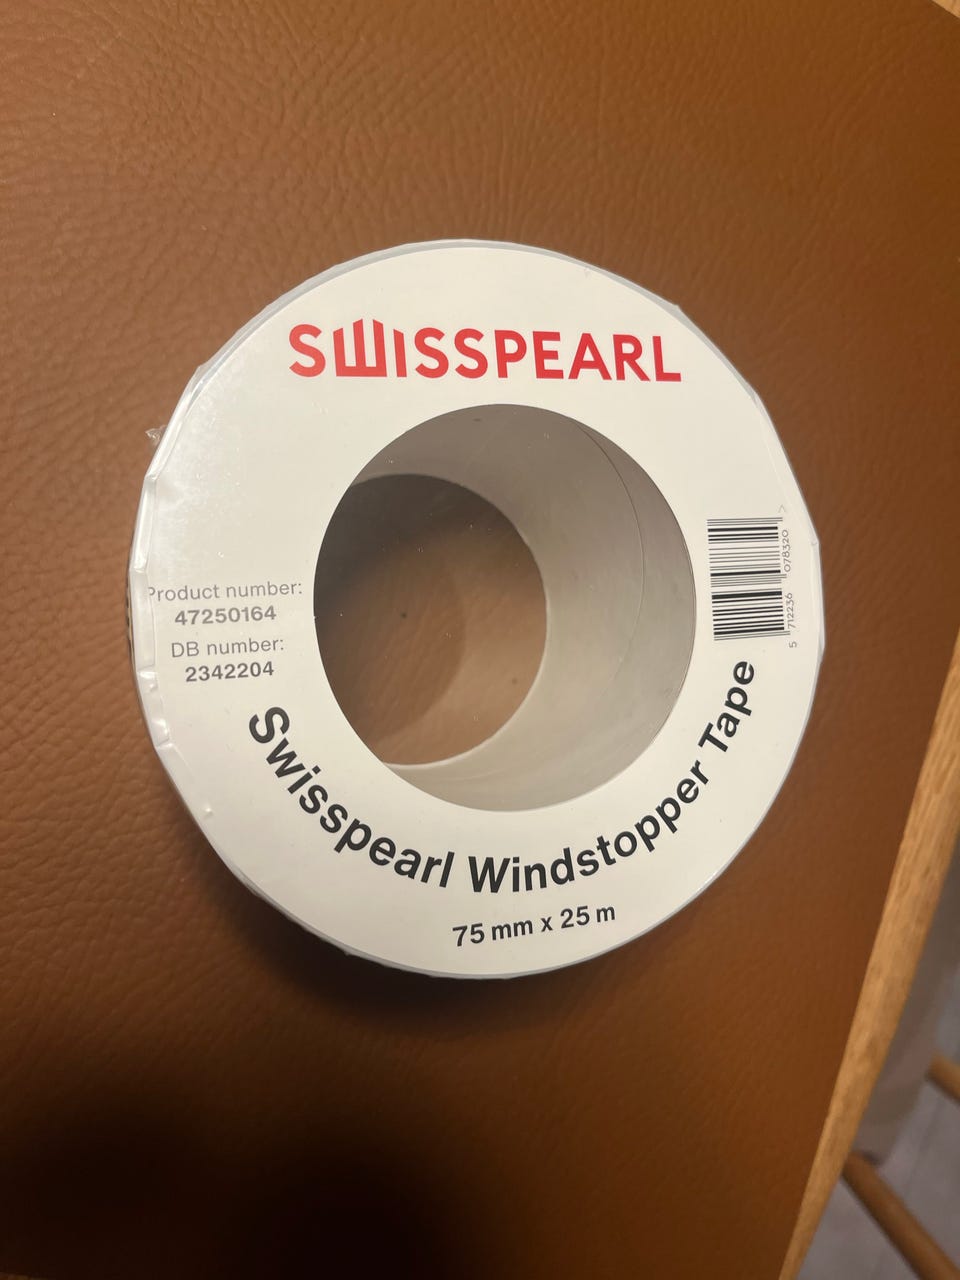 SWISSPEARL
Product number:
47250164
DB number:
2342204
5 712236 078320 >
Swisspearl Windstopper Tape
75 mm x 25 m